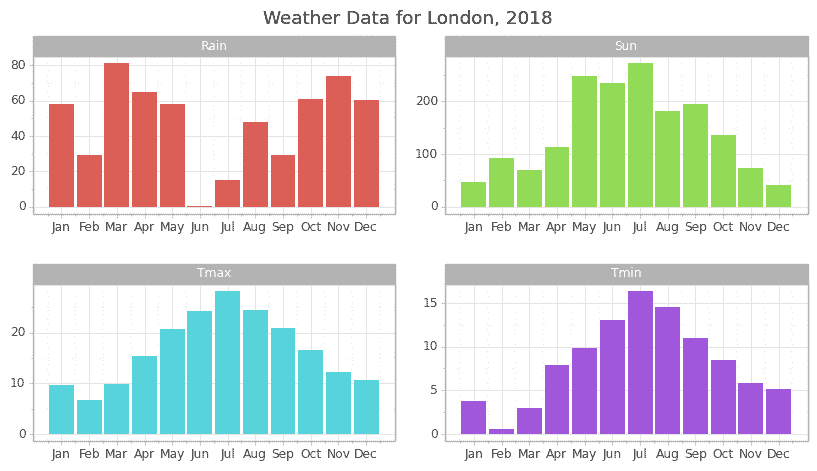 Weather Data for London, 2018
Rain
80
60
40
20
0
Jan Feb Mar Apr May Jun Jul Aug Sep Oct Nov Dec
Sun
200
100
0
Jan Feb Mar Apr May Jun Jul Aug Sep Oct Nov Dec
Tmax
20
10
0
Jan Feb Mar Apr May Jun Jul Aug Sep Oct Nov Dec
Tmin
15
10
5
0
Jan Feb Mar Apr May Jun Jul Aug Sep Oct Nov Dec